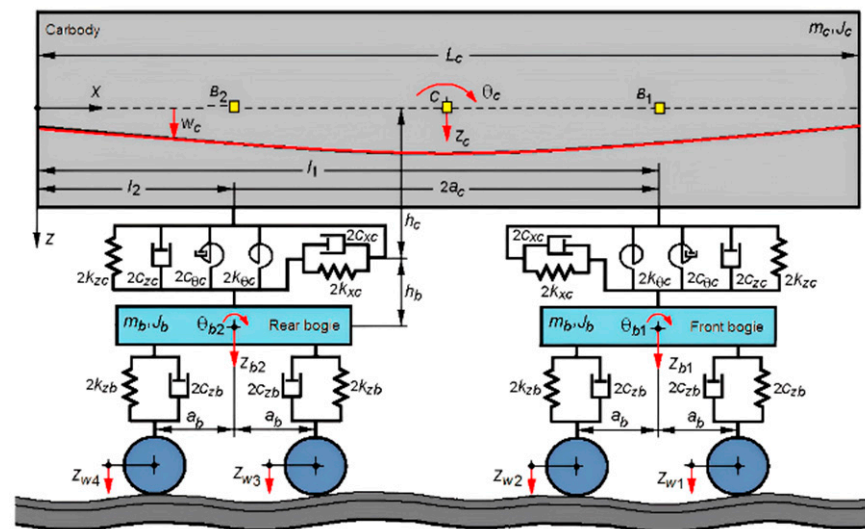 Carbody
m_c, J_c
L_c
X
B_2
C
θ_c
B_1
w_c
z_c
l_1
l_2
2a_c
h_c
Z
2k_zc
2c_zc
2c_θc
2k_θc
2c_xc
2k_xc
2c_xc
2k_xc
2k_θc
2c_θc
2c_zc
2k_zc
h_b
m_b, J_b
θ_b2
Rear bogie
m_b, J_b
θ_b1
Front bogie
z_b2
z_b1
2k_zb
2c_zb
2c_zb
2k_zb
2k_zb
2c_zb
2c_zb
2k_zb
a_b
a_b
a_b
a_b
Z_w4
Z_w3
Z_w2
Z_w1